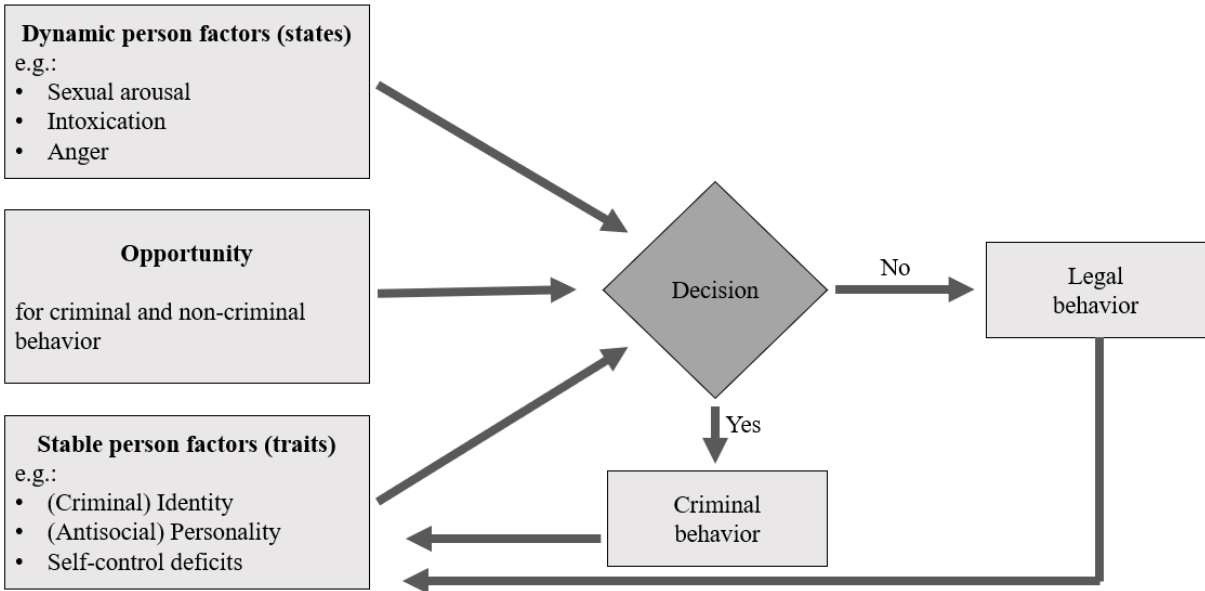 Dynamic person factors (states)
e.g.:
• Sexual arousal
• Intoxication
• Anger
Opportunity
for criminal and non-criminal
behavior
Stable person factors (traits)
e.g.:
• (Criminal) Identity
• (Antisocial) Personality
• Self-control deficits
Decision
No
Legal
behavior
Yes
Criminal
behavior